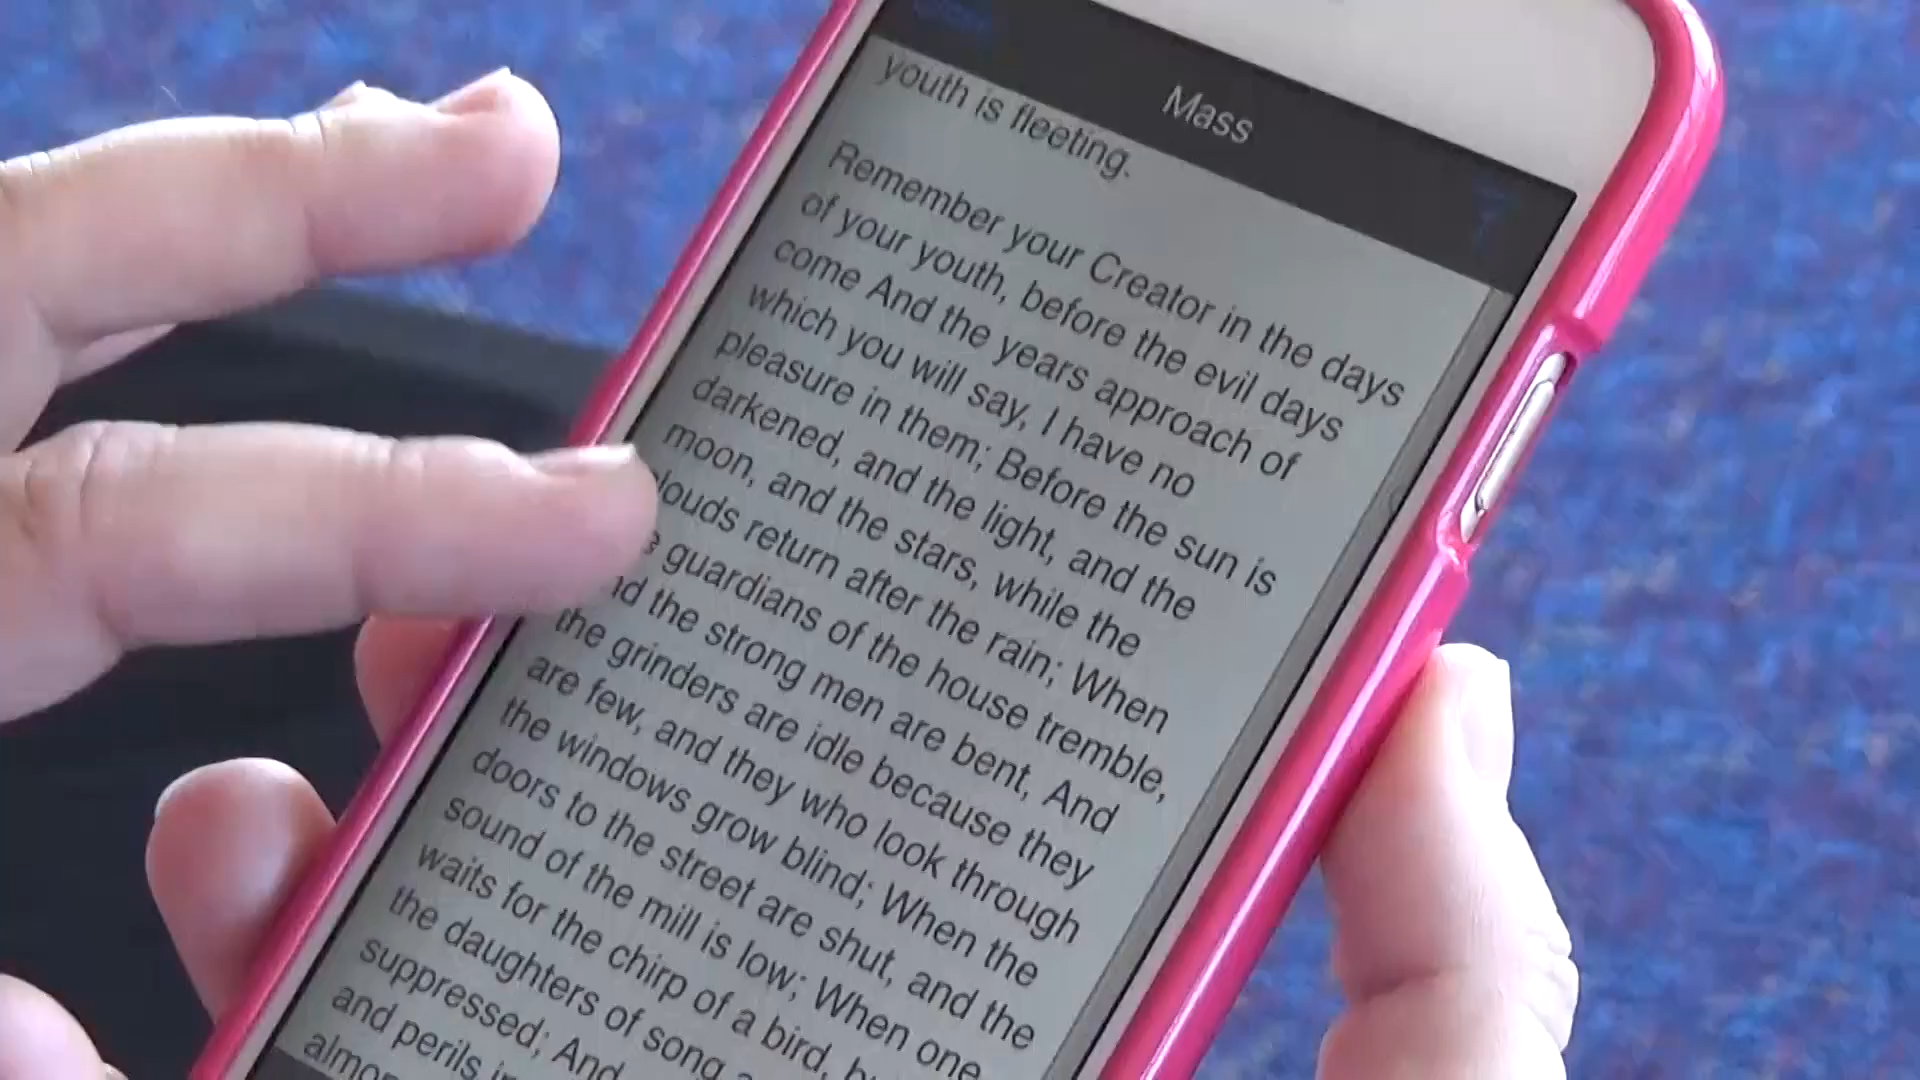 Mass
youth is fleeting.
Remember your Creator in the days
of your youth, before the evil days
come And the years approach of
which you will say, I have no
pleasure in them; Before the sun is
darkened, and the light, and the
moon, and the stars, while the
clouds return after the rain; When
guardians of the house tremble,
the strong men are bent, And
the grinders are idle because they
are few, and they who look through
the windows grow blind; When the
doors to the street are shut, and the
sound of the mill is low; When one
waits for the chirp of a bird,
the daughters of song
suppressed; And
and perils